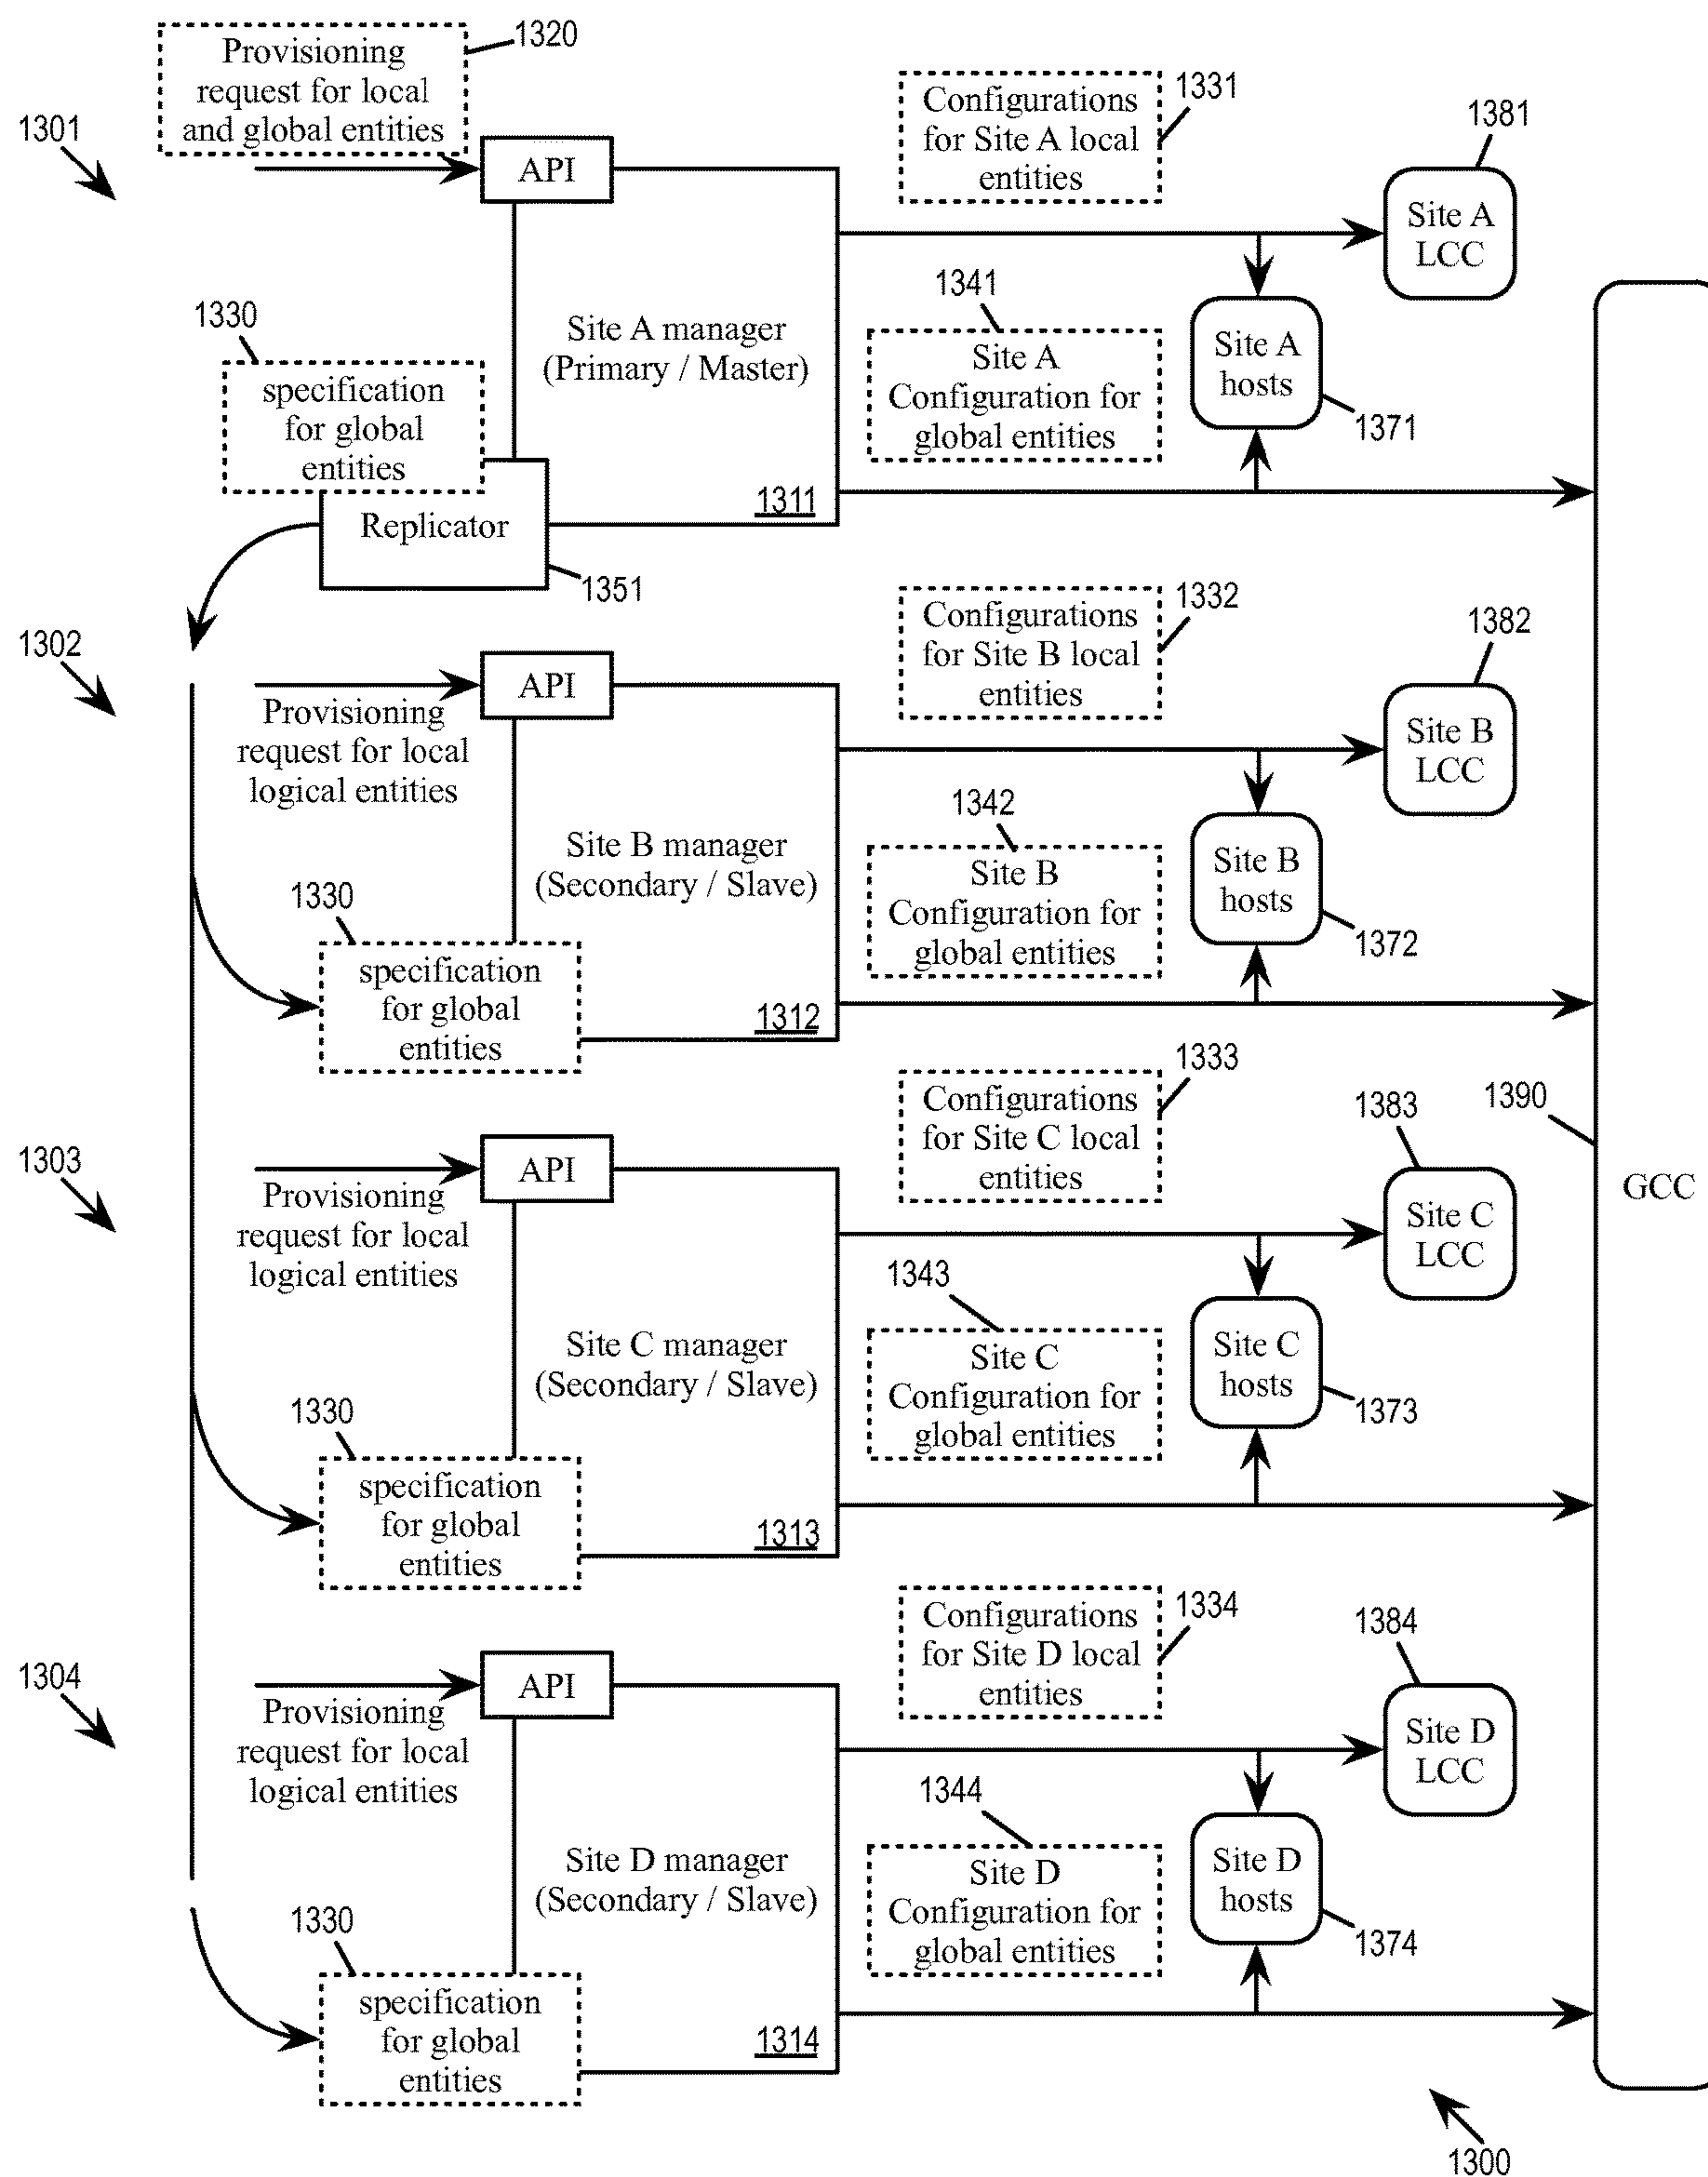 1320
Provisioning
request for local
and global entities
1301
API
Configurations
for Site A local
entities
1331
1381
Site A
LCC
1330
specification
for global
entities
Site A manager
(Primary / Master)
1341
Site A
Configuration for
global entities
Site A
hosts
1371
1311
Replicator
1351
1302
API
Provisioning
request for local
logical entities
Configurations
for Site B local
entities
1332
1382
Site B
LCC
Site B manager
(Secondary / Slave)
1342
Site B
Configuration for
global entities
Site B
hosts
1372
1330
specification
for global
entities
1312
1390
GCC
1303
API
Provisioning
request for local
logical entities
Configurations
for Site C local
entities
1333
1383
Site C
LCC
Site C manager
(Secondary / Slave)
1343
Site C
Configuration for
global entities
Site C
hosts
1373
1330
specification
for global
entities
1313
1304
API
Provisioning
request for local
logical entities
Configurations
for Site D local
entities
1334
1384
Site D
LCC
Site D manager
(Secondary / Slave)
1344
Site D
Configuration for
global entities
Site D
hosts
1374
1330
specification
for global
entities
1314
1300